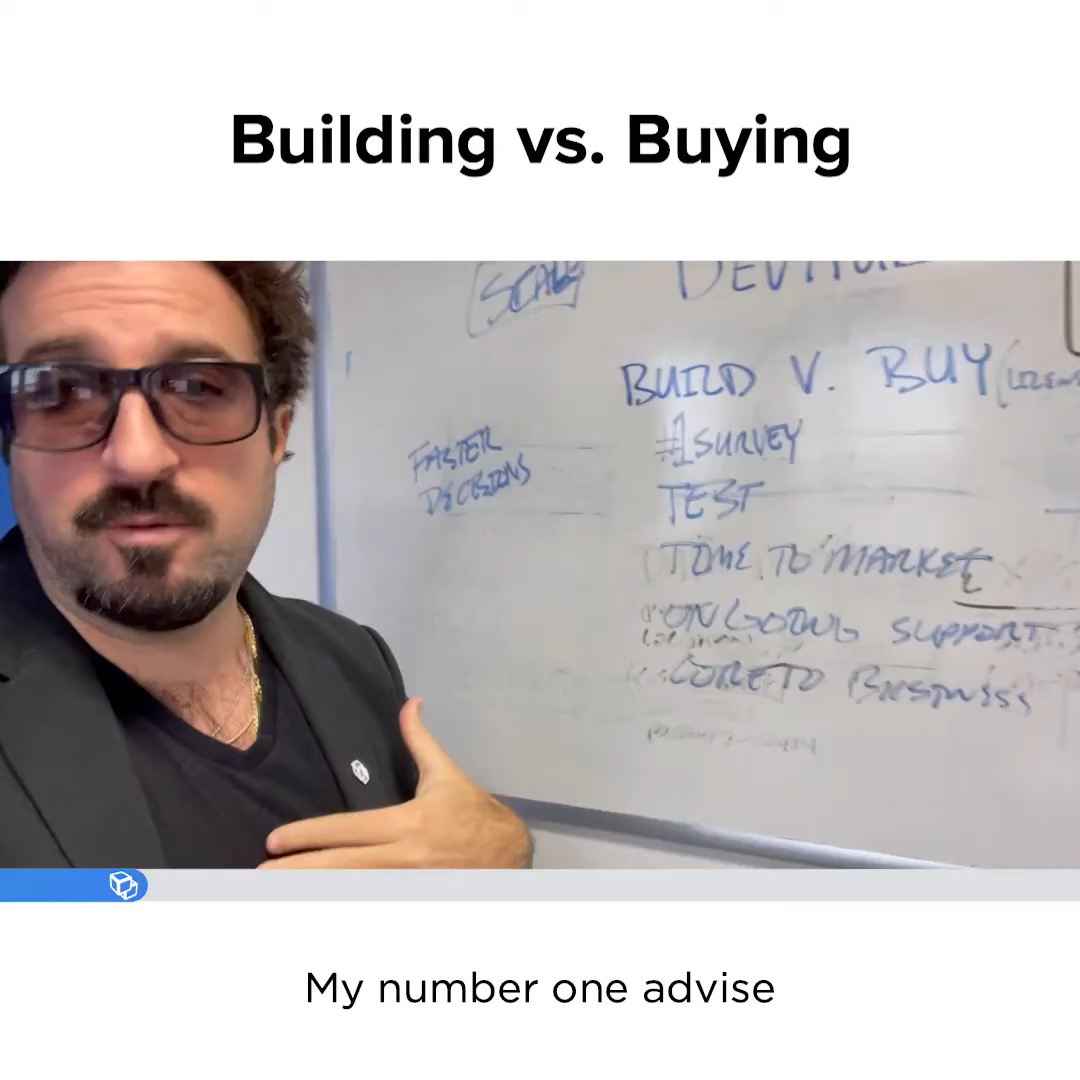 Building vs. Buying
SCALE
BUILD V. BUY
FASTER
DECISIONS
#1 SURVEY
TEST
TIME TO MARKET
ONGOING SUPPORT
CORE TO BUSINESS
My number one advise